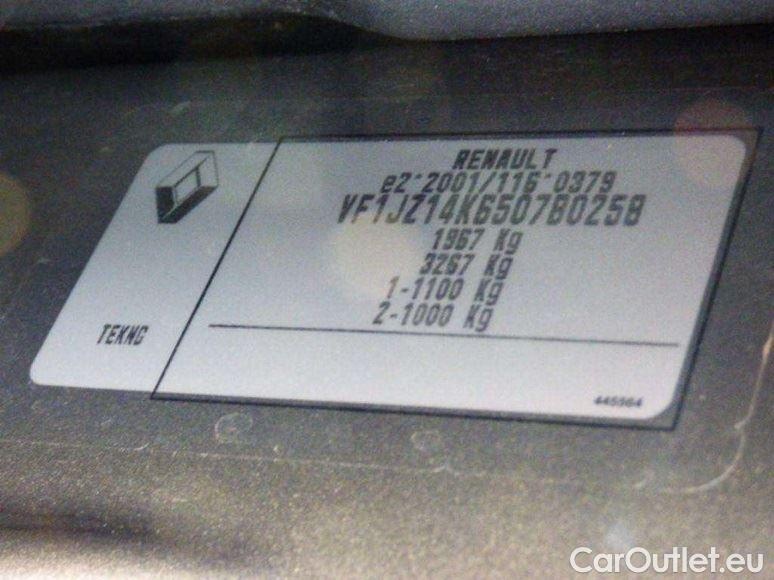 RENAULT
e2*2001/116*0379
VF1JZ14K6507B0258
1967 Kg
3267 Kg
1-1100 Kg
2-1000 Kg
TEKNG
445564
CarOutlet.eu